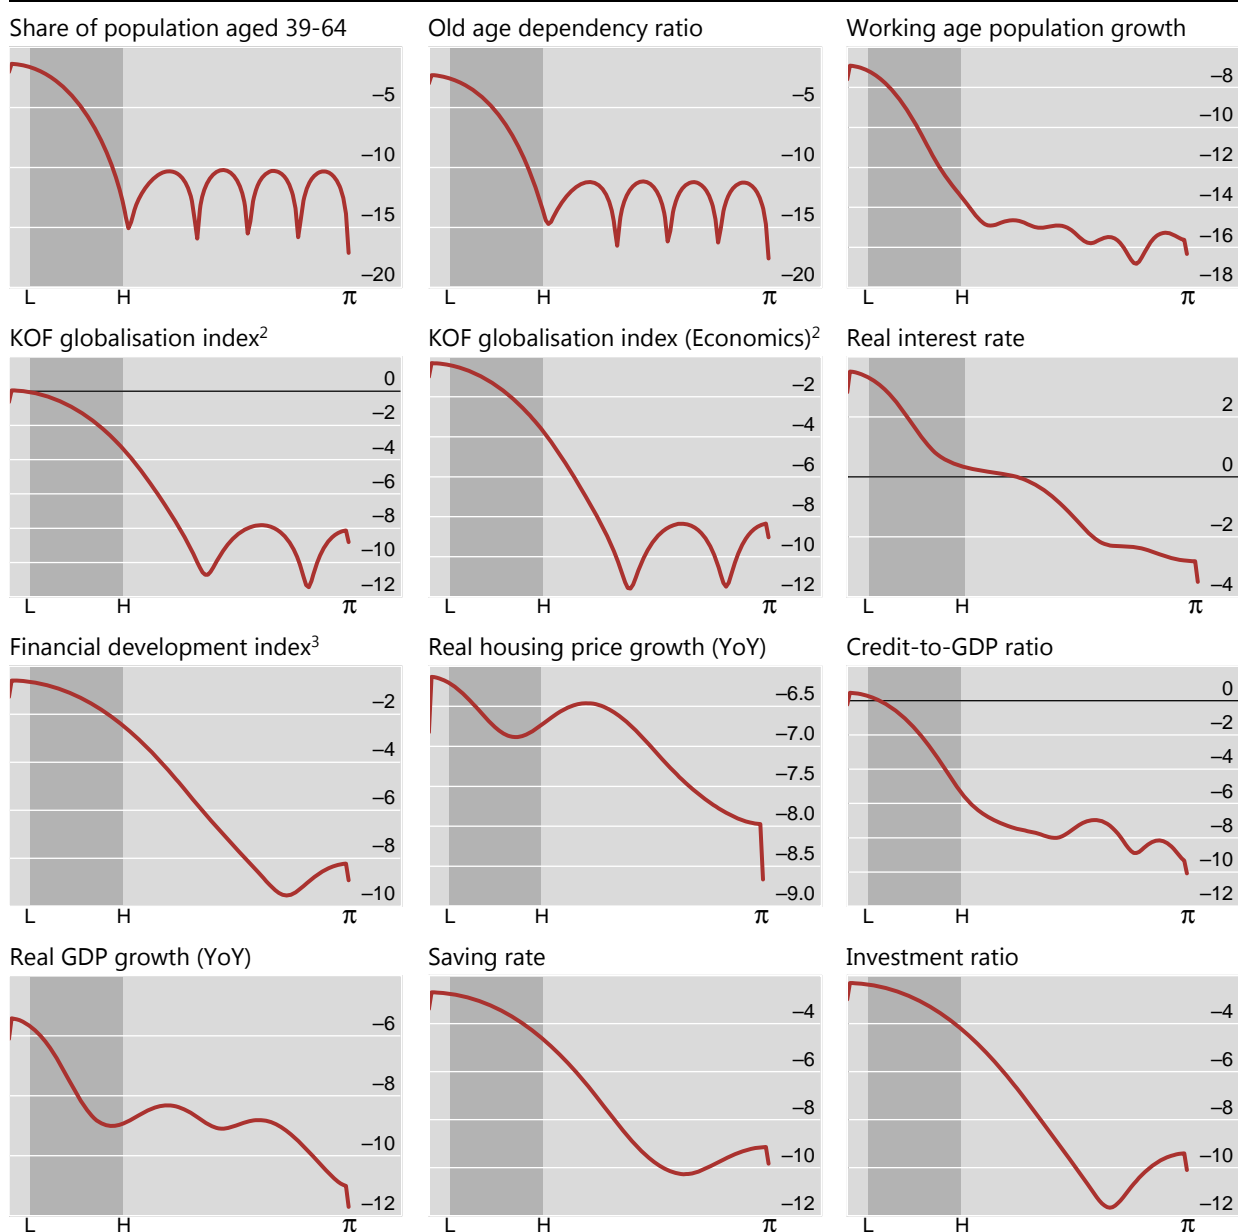 Share of population aged 39-64
–5
–10
–15
–20
L H π
Old age dependency ratio
–5
–10
–15
–20
L H π
Working age population growth
–8
–10
–12
–14
–16
–18
L H π
KOF globalisation index²
0
–2
–4
–6
–8
–10
–12
L H π
KOF globalisation index (Economics)²
–2
–4
–6
–8
–10
–12
L H π
Real interest rate
2
0
–2
–4
L H π
Financial development index³
–2
–4
–6
–8
–10
L H π
Real housing price growth (YoY)
–6.5
–7.0
–7.5
–8.0
–8.5
–9.0
L H π
Credit-to-GDP ratio
0
–2
–4
–6
–8
–10
–12
L H π
Real GDP growth (YoY)
–6
–8
–10
–12
L H π
Saving rate
–4
–6
–8
–10
–12
L H π
Investment ratio
–4
–6
–8
–10
–12
L H π